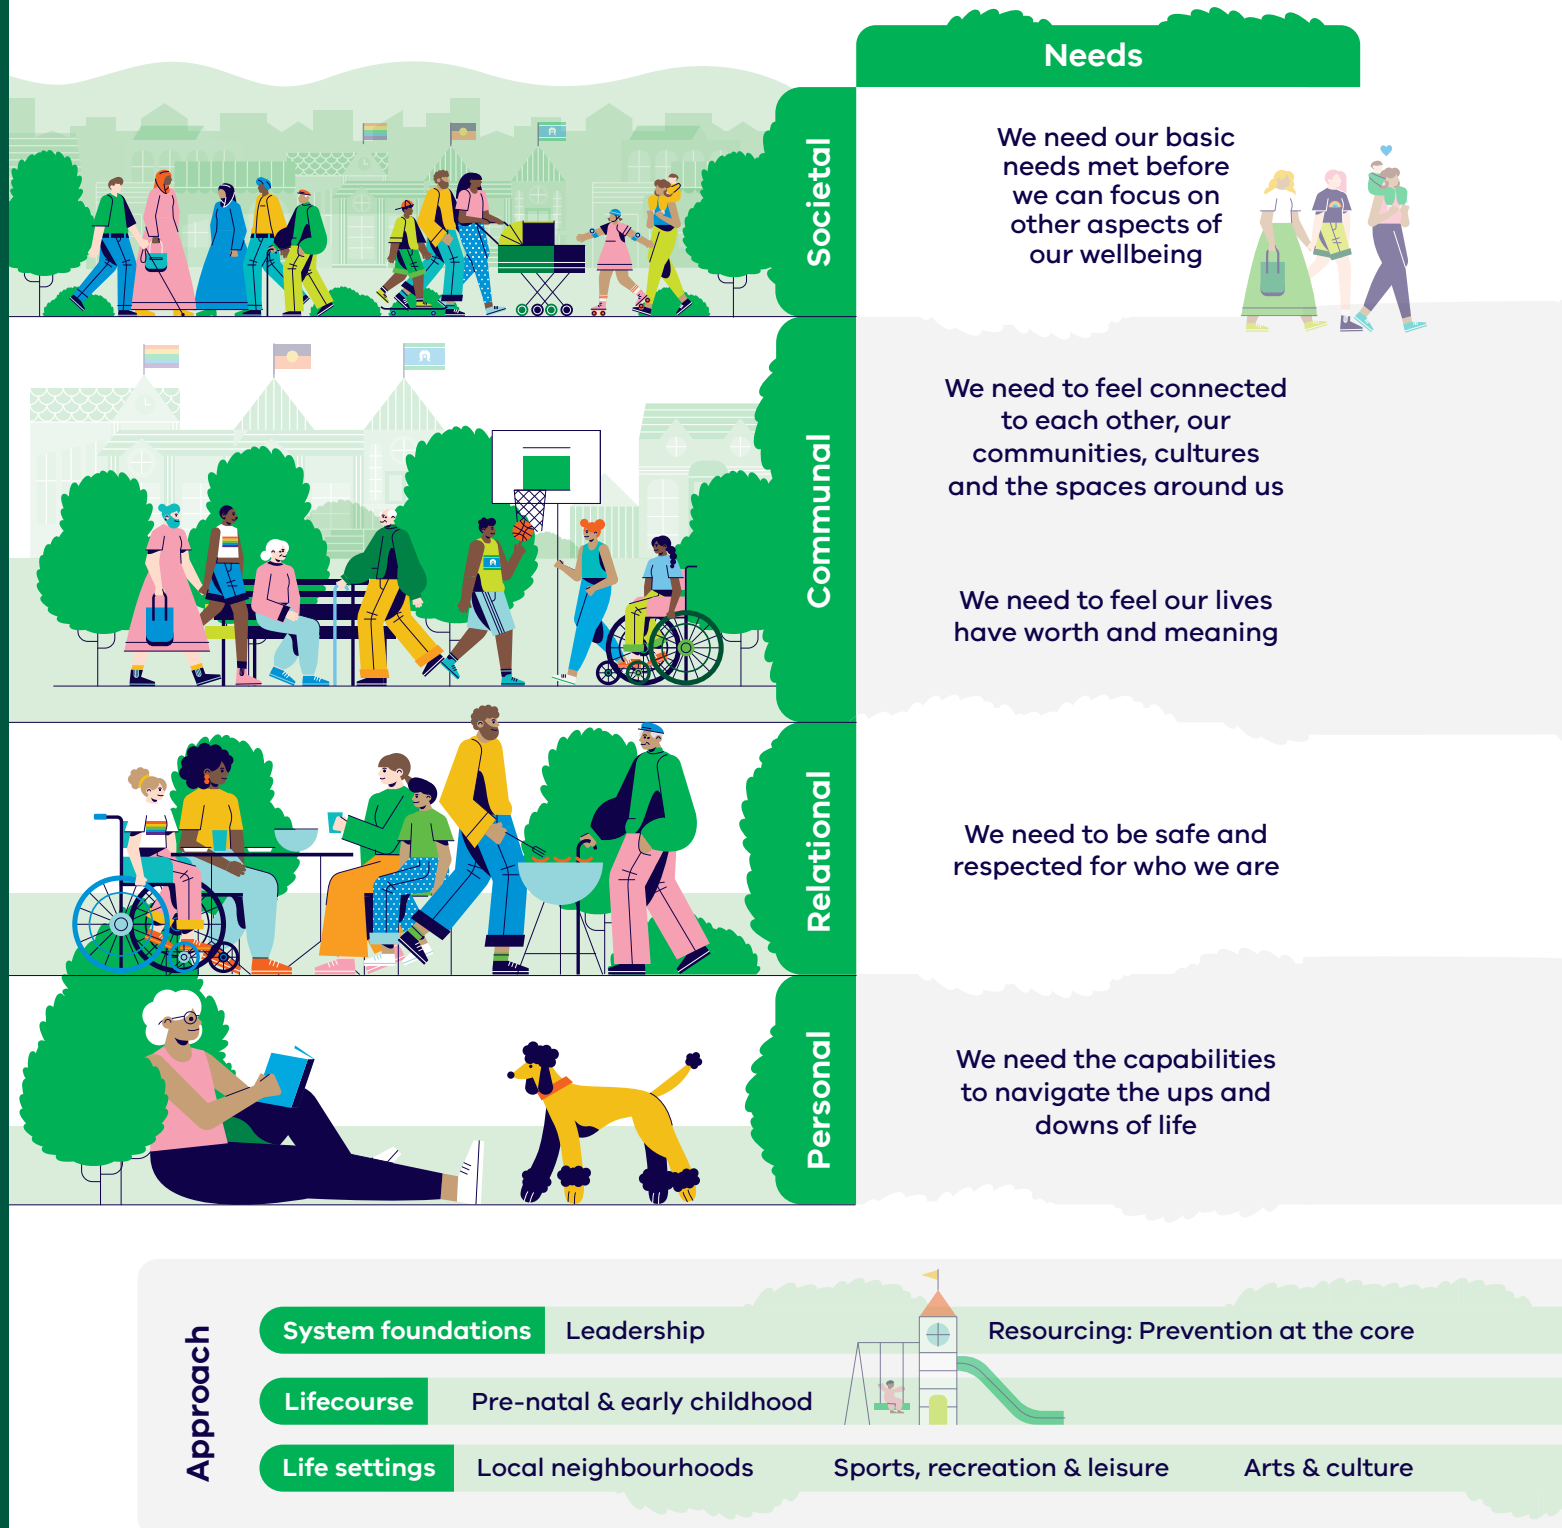 Needs
Societal
We need our basic
needs met before
we can focus on
other aspects of
our wellbeing
Communal
We need to feel connected
to each other, our
communities, cultures
and the spaces around us
We need to feel our lives
have worth and meaning
Relational
We need to be safe and
respected for who we are
Personal
We need the capabilities
to navigate the ups and
downs of life
Approach
System foundations Leadership Resourcing: Prevention at the core
Lifecourse Pre-natal & early childhood
Life settings Local neighbourhoods Sports, recreation & leisure Arts & culture